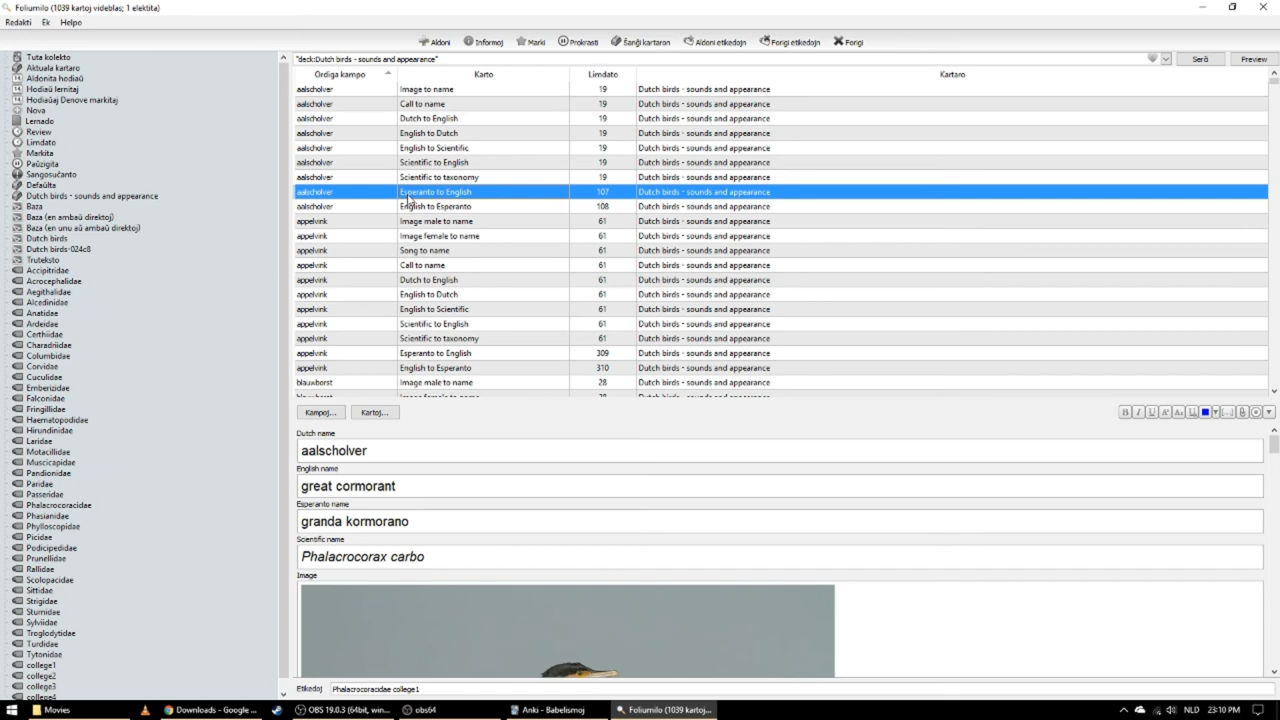 Foliumilo (1039 kartoj videblas; 1 elektita)
Redakti Ek Helpo
Aldoni Informoj Marki Prokrasti Ŝanĝi kartaron Aldoni etikedojn Forigi etikedojn Forigi
"deck:Dutch birds - sounds and appearance" Serĉ Preview
Tuta kolekto
Aktuala kartaro
Aldonita hodiaŭ
Hodiaŭ lernitaj
Hodiaŭaj Denove markitaj
Nova
Lernado
Review
Limdato
Markita
Paŭzigita
Sangosuĉanto
Defaŭlta
Dutch birds - sounds and appearance
Baza
Baza (en ambaŭ direktoj)
Baza (en unu aŭ ambaŭ direktoj)
Dutch birds
Dutch birds-024c8
Truteksto
Accipitridae
Acrocephalidae
Aegithalidae
Alcedinidae
Anatidae
Ardeidae
Certhiidae
Charadriidae
Columbidae
Corvidae
Cuculidae
Emberizidae
Falconidae
Fringillidae
Haematopodidae
Hirundinidae
Laridae
Motacillidae
Muscicapidae
Pandionidae
Paridae
Passeridae
Phalacrocoracidae
Phasianidae
Phylloscopidae
Picidae
Podicipedidae
Prunellidae
Rallidae
Scolopacidae
Sittidae
Strigidae
Sturnidae
Sylviidae
Troglodytidae
Turdidae
Tytonidae
college1
college2
college3
college4
Ordiga kampo Karto Limdato Kartaro
aalscholver Image to name 19 Dutch birds - sounds and appearance
aalscholver Call to name 19 Dutch birds - sounds and appearance
aalscholver Dutch to English 19 Dutch birds - sounds and appearance
aalscholver English to Dutch 19 Dutch birds - sounds and appearance
aalscholver English to Scientific 19 Dutch birds - sounds and appearance
aalscholver Scientific to English 19 Dutch birds - sounds and appearance
aalscholver Scientific to taxonomy 19 Dutch birds - sounds and appearance
aalscholver Esperanto to English 107 Dutch birds - sounds and appearance
aalscholver English to Esperanto 108 Dutch birds - sounds and appearance
appelvink Image male to name 61 Dutch birds - sounds and appearance
appelvink Image female to name 61 Dutch birds - sounds and appearance
appelvink Song to name 61 Dutch birds - sounds and appearance
appelvink Call to name 61 Dutch birds - sounds and appearance
appelvink Dutch to English 61 Dutch birds - sounds and appearance
appelvink English to Dutch 61 Dutch birds - sounds and appearance
appelvink English to Scientific 61 Dutch birds - sounds and appearance
appelvink Scientific to English 61 Dutch birds - sounds and appearance
appelvink Scientific to taxonomy 61 Dutch birds - sounds and appearance
appelvink Esperanto to English 309 Dutch birds - sounds and appearance
appelvink English to Esperanto 310 Dutch birds - sounds and appearance
blauwborst Image male to name 28 Dutch birds - sounds and appearance
Kampoj... Kartoj...
Dutch name
aalscholver
English name
great cormorant
Esperanto name
granda kormorano
Scientific name
Phalacrocorax carbo
Image
Etikedoj Phalacrocoracidae college1
Movies Downloads - Google ... OBS 19.0.3 (64bit, win... obs64 Anki - Babelismoj Foliumilo (1039 kartoj... NLD 23:10 PM